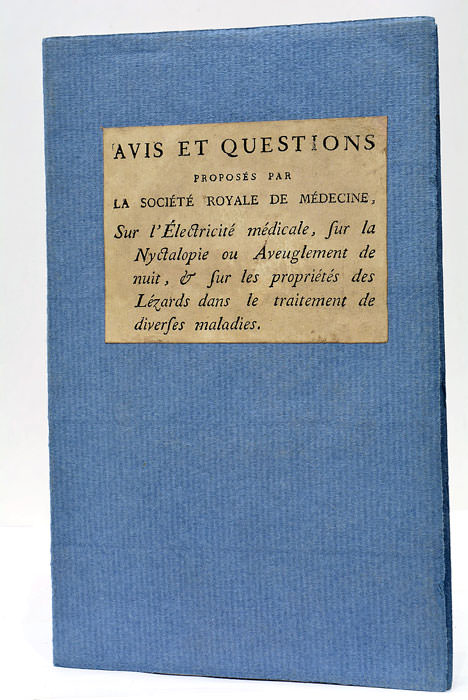 AVIS ET QUESTIONS
PROPOSÉS PAR
LA SOCIÉTÉ ROYALE DE MÉDECINE,
Sur l'Électricité médicale, ſur la
Nyctalopie ou Aveuglement de
nuit, & ſur les propriétés des
Lézards dans le traitement de
diverſes maladies.